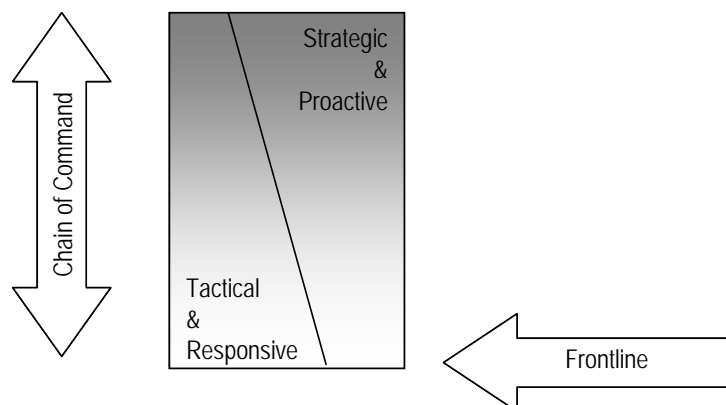 Strategic
&
Proactive
Chain of Command
Tactical
&
Responsive
Frontline